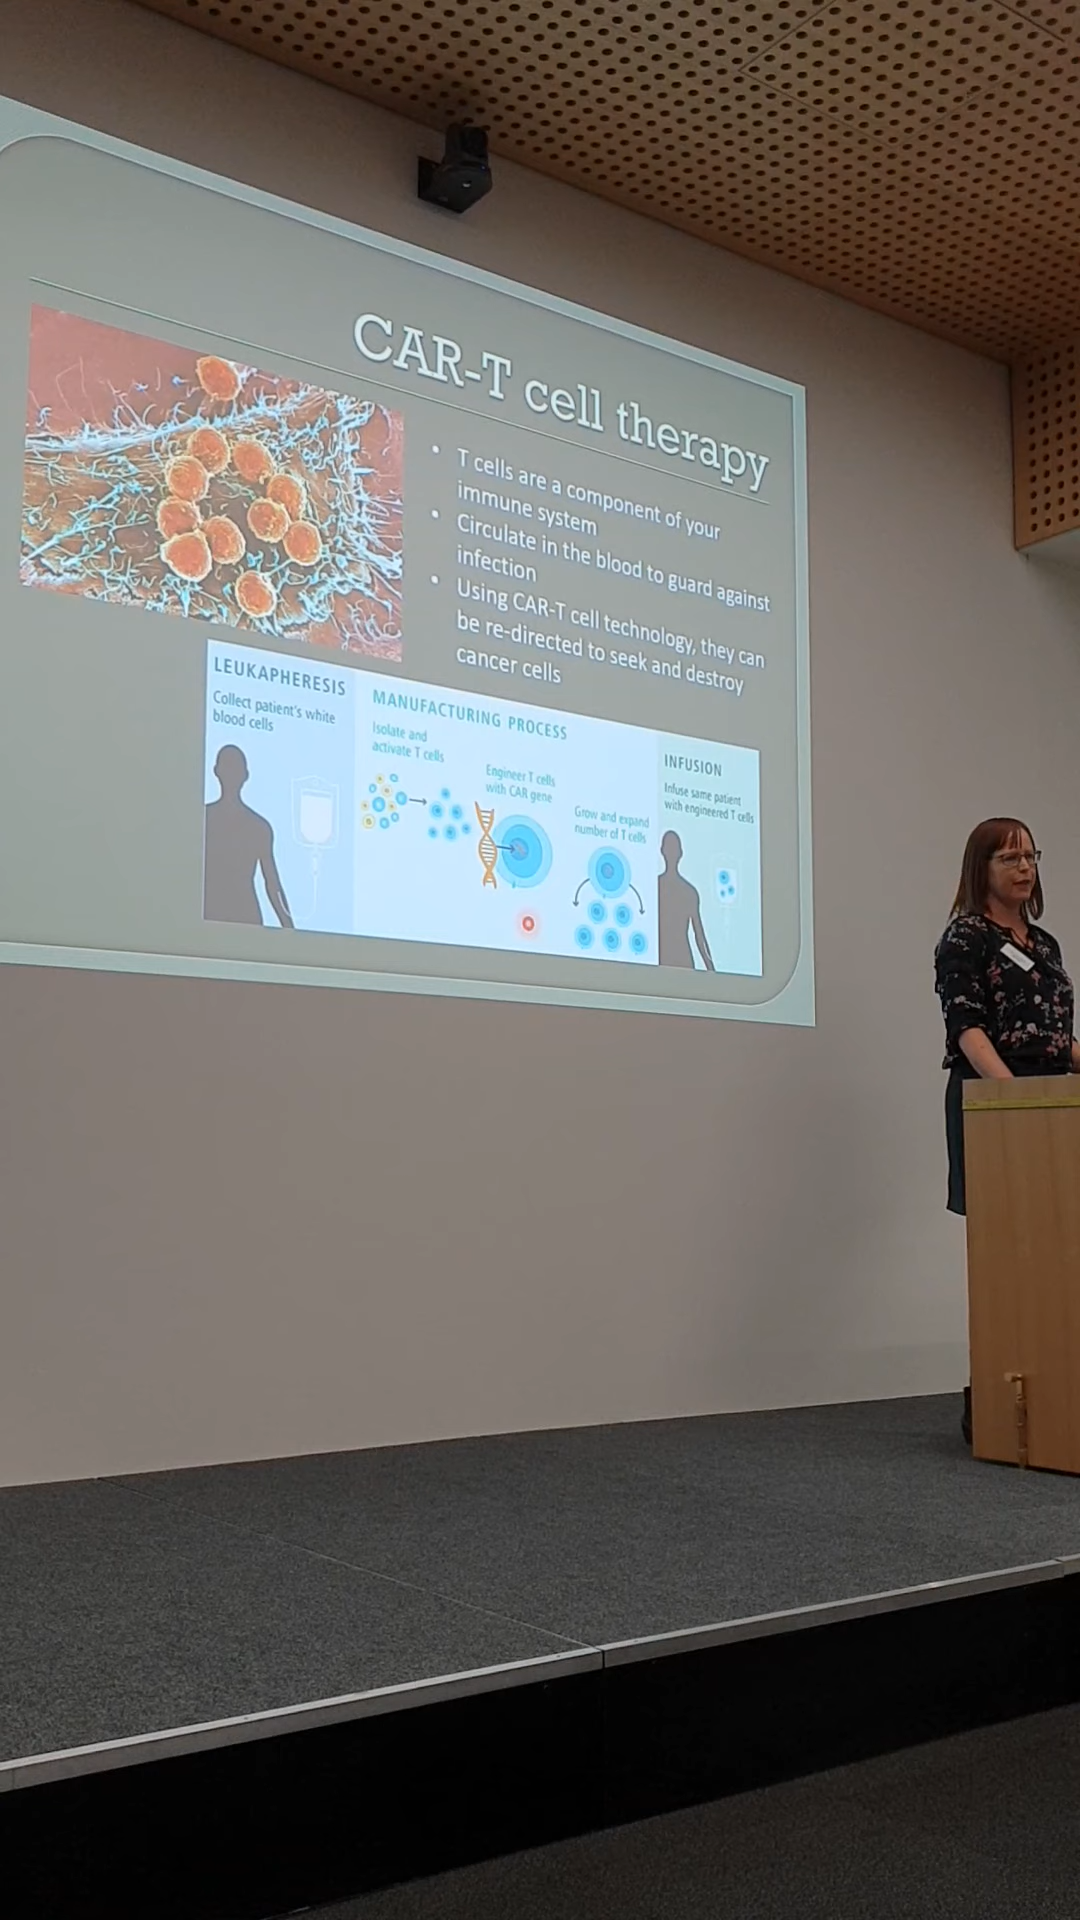 CAR-T cell therapy
• T cells are a component of your
immune system
• Circulate in the blood to guard against
infection
• Using CAR-T cell technology, they can
be re-directed to seek and destroy
cancer cells
LEUKAPHERESIS
Collect patient's white
blood cells
MANUFACTURING PROCESS
Isolate and
activate T cells
Engineer T cells
with CAR gene
Grow and expand
number of T cells
INFUSION
Infuse same patient
with engineered T cells